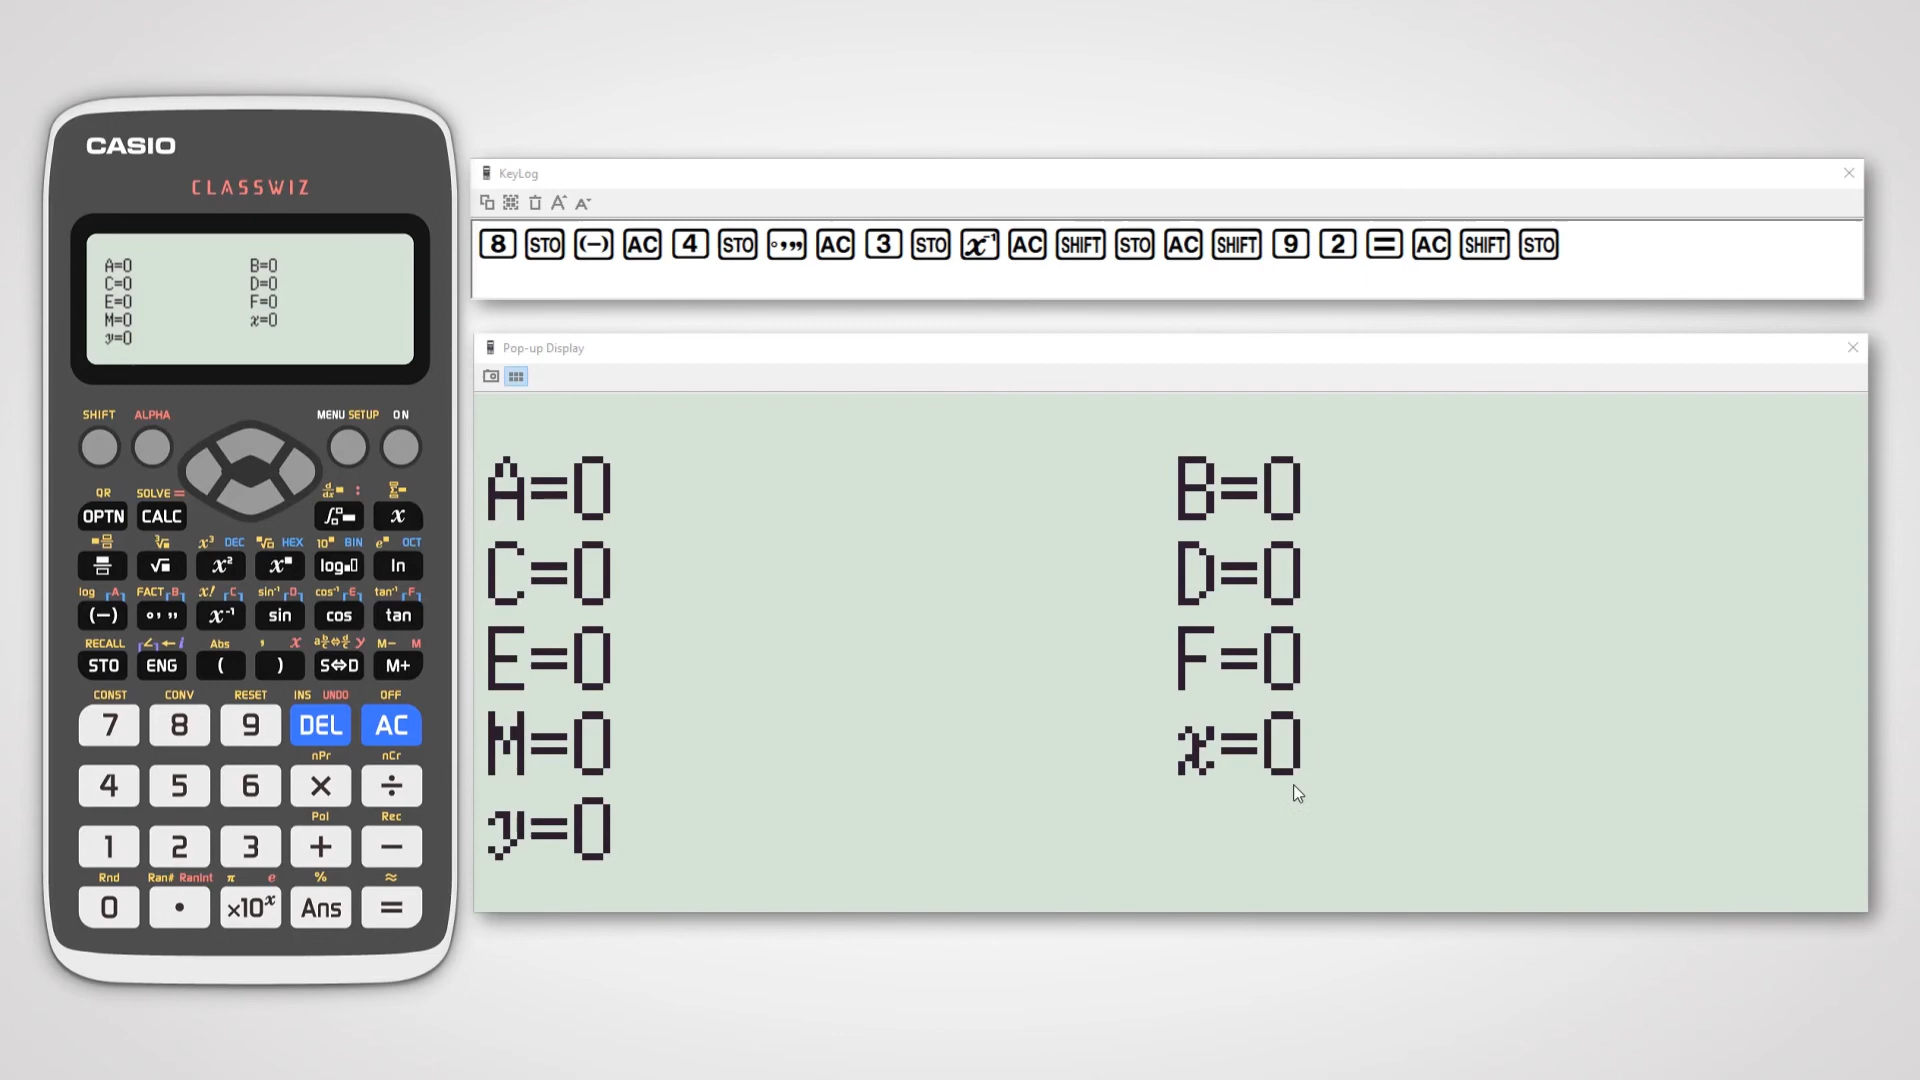 CASIO
CLASSWIZ
A=0 B=0
C=0 D=0
E=0 F=0
M=0 x=0
y=0
SHIFT ALPHA MENU SETUP ON
QR SOLVE = d/dx■ : Σ■
OPTN CALC ∫■ x
■■/■ ³√■ x³ DEC ■√■ HEX 10■ BIN e■ OCT
■/■ √■ x² x■ log■□ ln
log A FACT B x! C sin⁻¹ D cos⁻¹ E tan⁻¹ F
(−) ° ’ ” x⁻¹ sin cos tan
RECALL ∠ ← i Abs , x a b/c⇔d/c y M− M
STO ENG ( ) S⇔D M+
CONST CONV RESET INS UNDO OFF
7 8 9 DEL AC
nPr nCr
4 5 6 × ÷
Pol Rec
1 2 3 + −
Rnd Ran# RanInt π e % ≈
0 • ×10ˣ Ans =
KeyLog
A A
8 STO (−) AC 4 STO ° ’ ” AC 3 STO x⁻¹ AC SHIFT STO AC SHIFT 9 2 = AC SHIFT STO
Pop-up Display
A=0 B=0
C=0 D=0
E=0 F=0
M=0 x=0
y=0